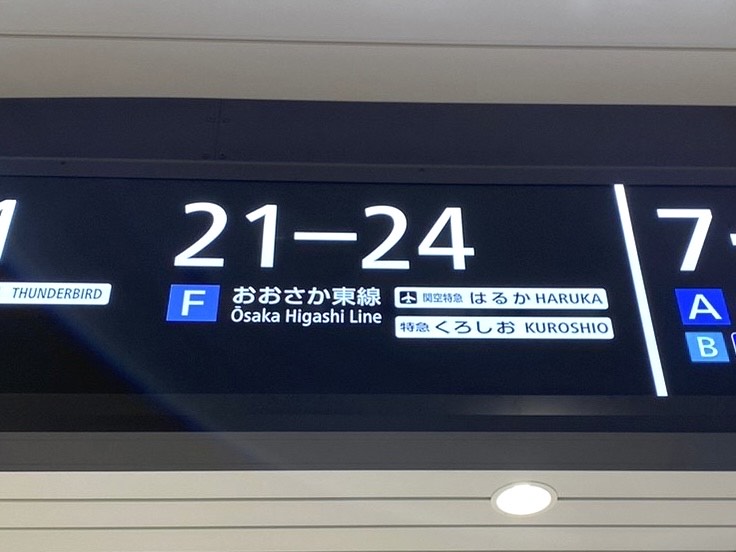 THUNDERBIRD
21-24
F おおさか東線
Ōsaka Higashi Line
関空特急 はるか HARUKA
特急 くろしお KUROSHIO
7-
A
B